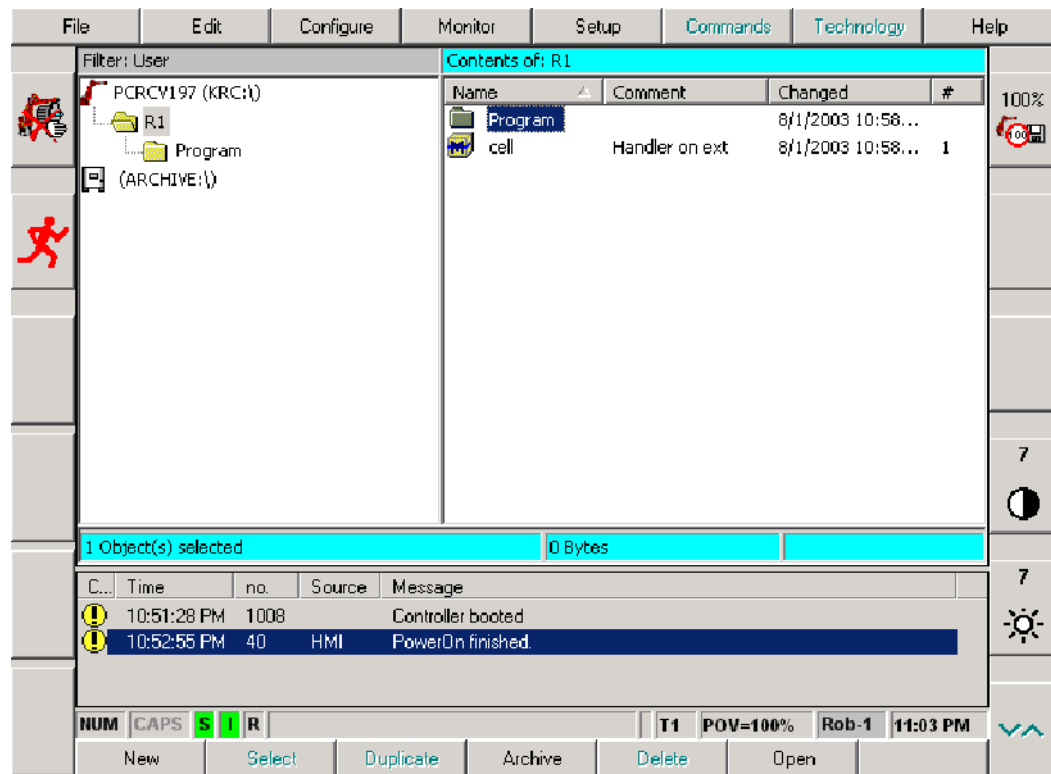 File Edit Configure Monitor Setup Commands Technology Help
Filter: User Contents of: R1
PCRCV197 (KRC:\)
R1
Program
(ARCHIVE:\)
Name Comment Changed #
Program 8/1/2003 10:58...
cell Handler on ext 8/1/2003 10:58... 1
100%
100
7
7
1 Object(s) selected 0 Bytes
C... Time no. Source Message
10:51:28 PM 1008 Controller booted
10:52:55 PM 40 HMI PowerOn finished.
NUM CAPS S I R T1 POV=100% Rob-1 11:03 PM
New Select Duplicate Archive Delete Open